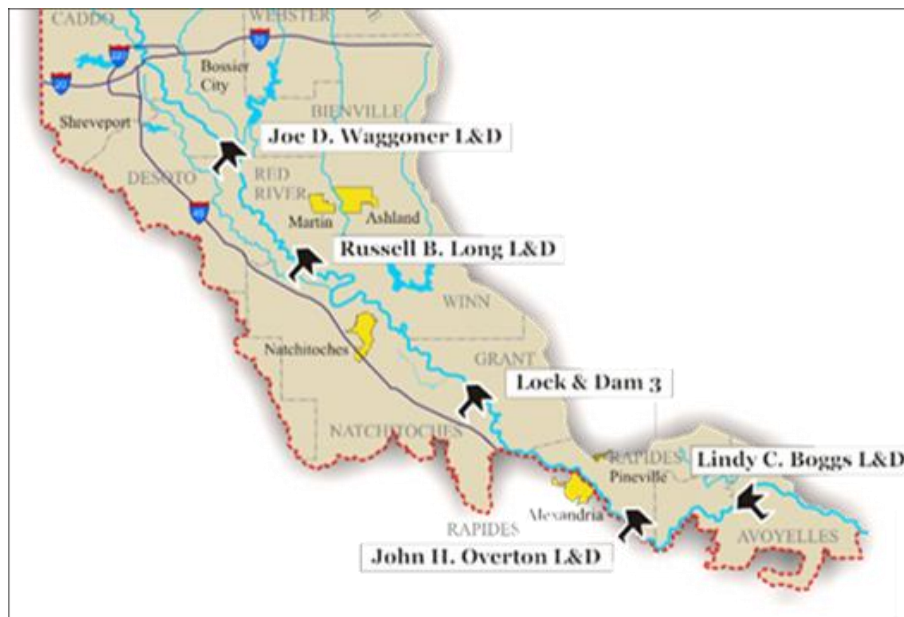 CADDO
WEBSTER
20
220
Bossier
City
20
BIENVILLE
Shreveport
Joe D. Waggoner L&D
DESOTO
RED
RIVER
49
Martin
Ashland
Russell B. Long L&D
WINN
Natchitoches
GRANT
Lock & Dam 3
NATCHITOCHES
RAPIDES
Pineville
Lindy C. Boggs L&D
Alexandria
RAPIDES
AVOYELLES
John H. Overton L&D